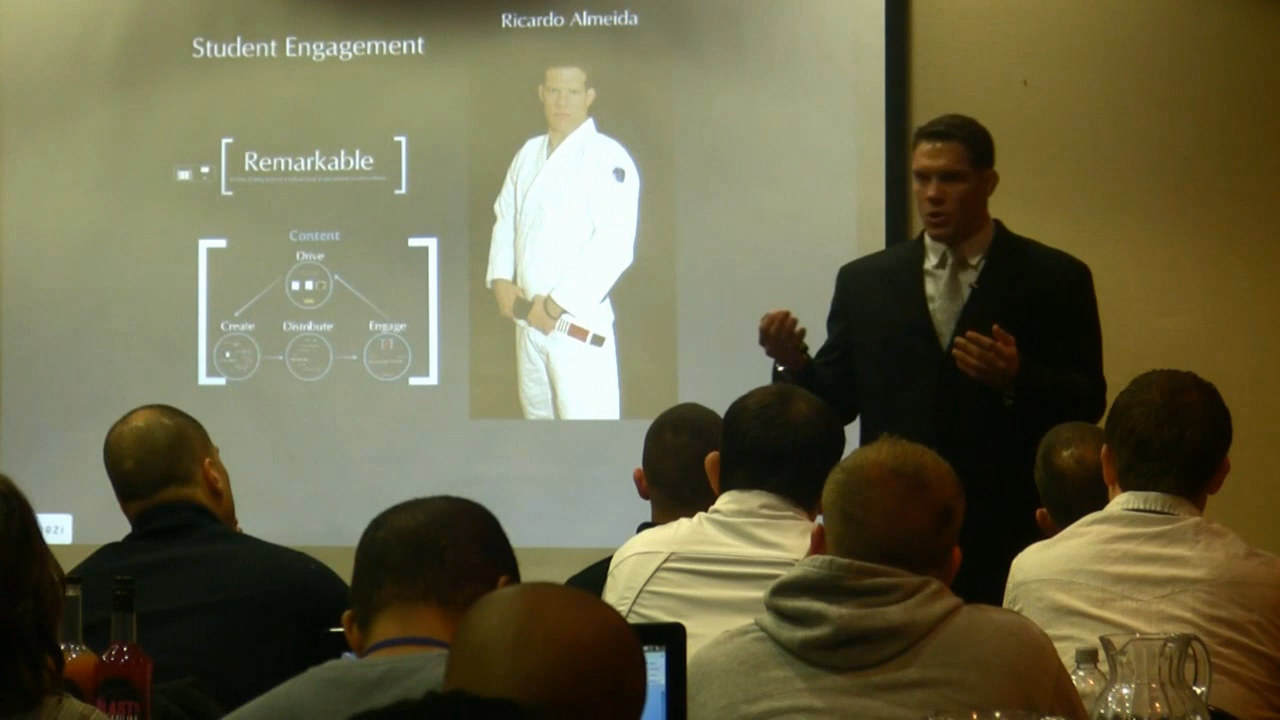 Ricardo Almeida
Student Engagement
Remarkable
Content
Drive
Create
Distribute
Engage